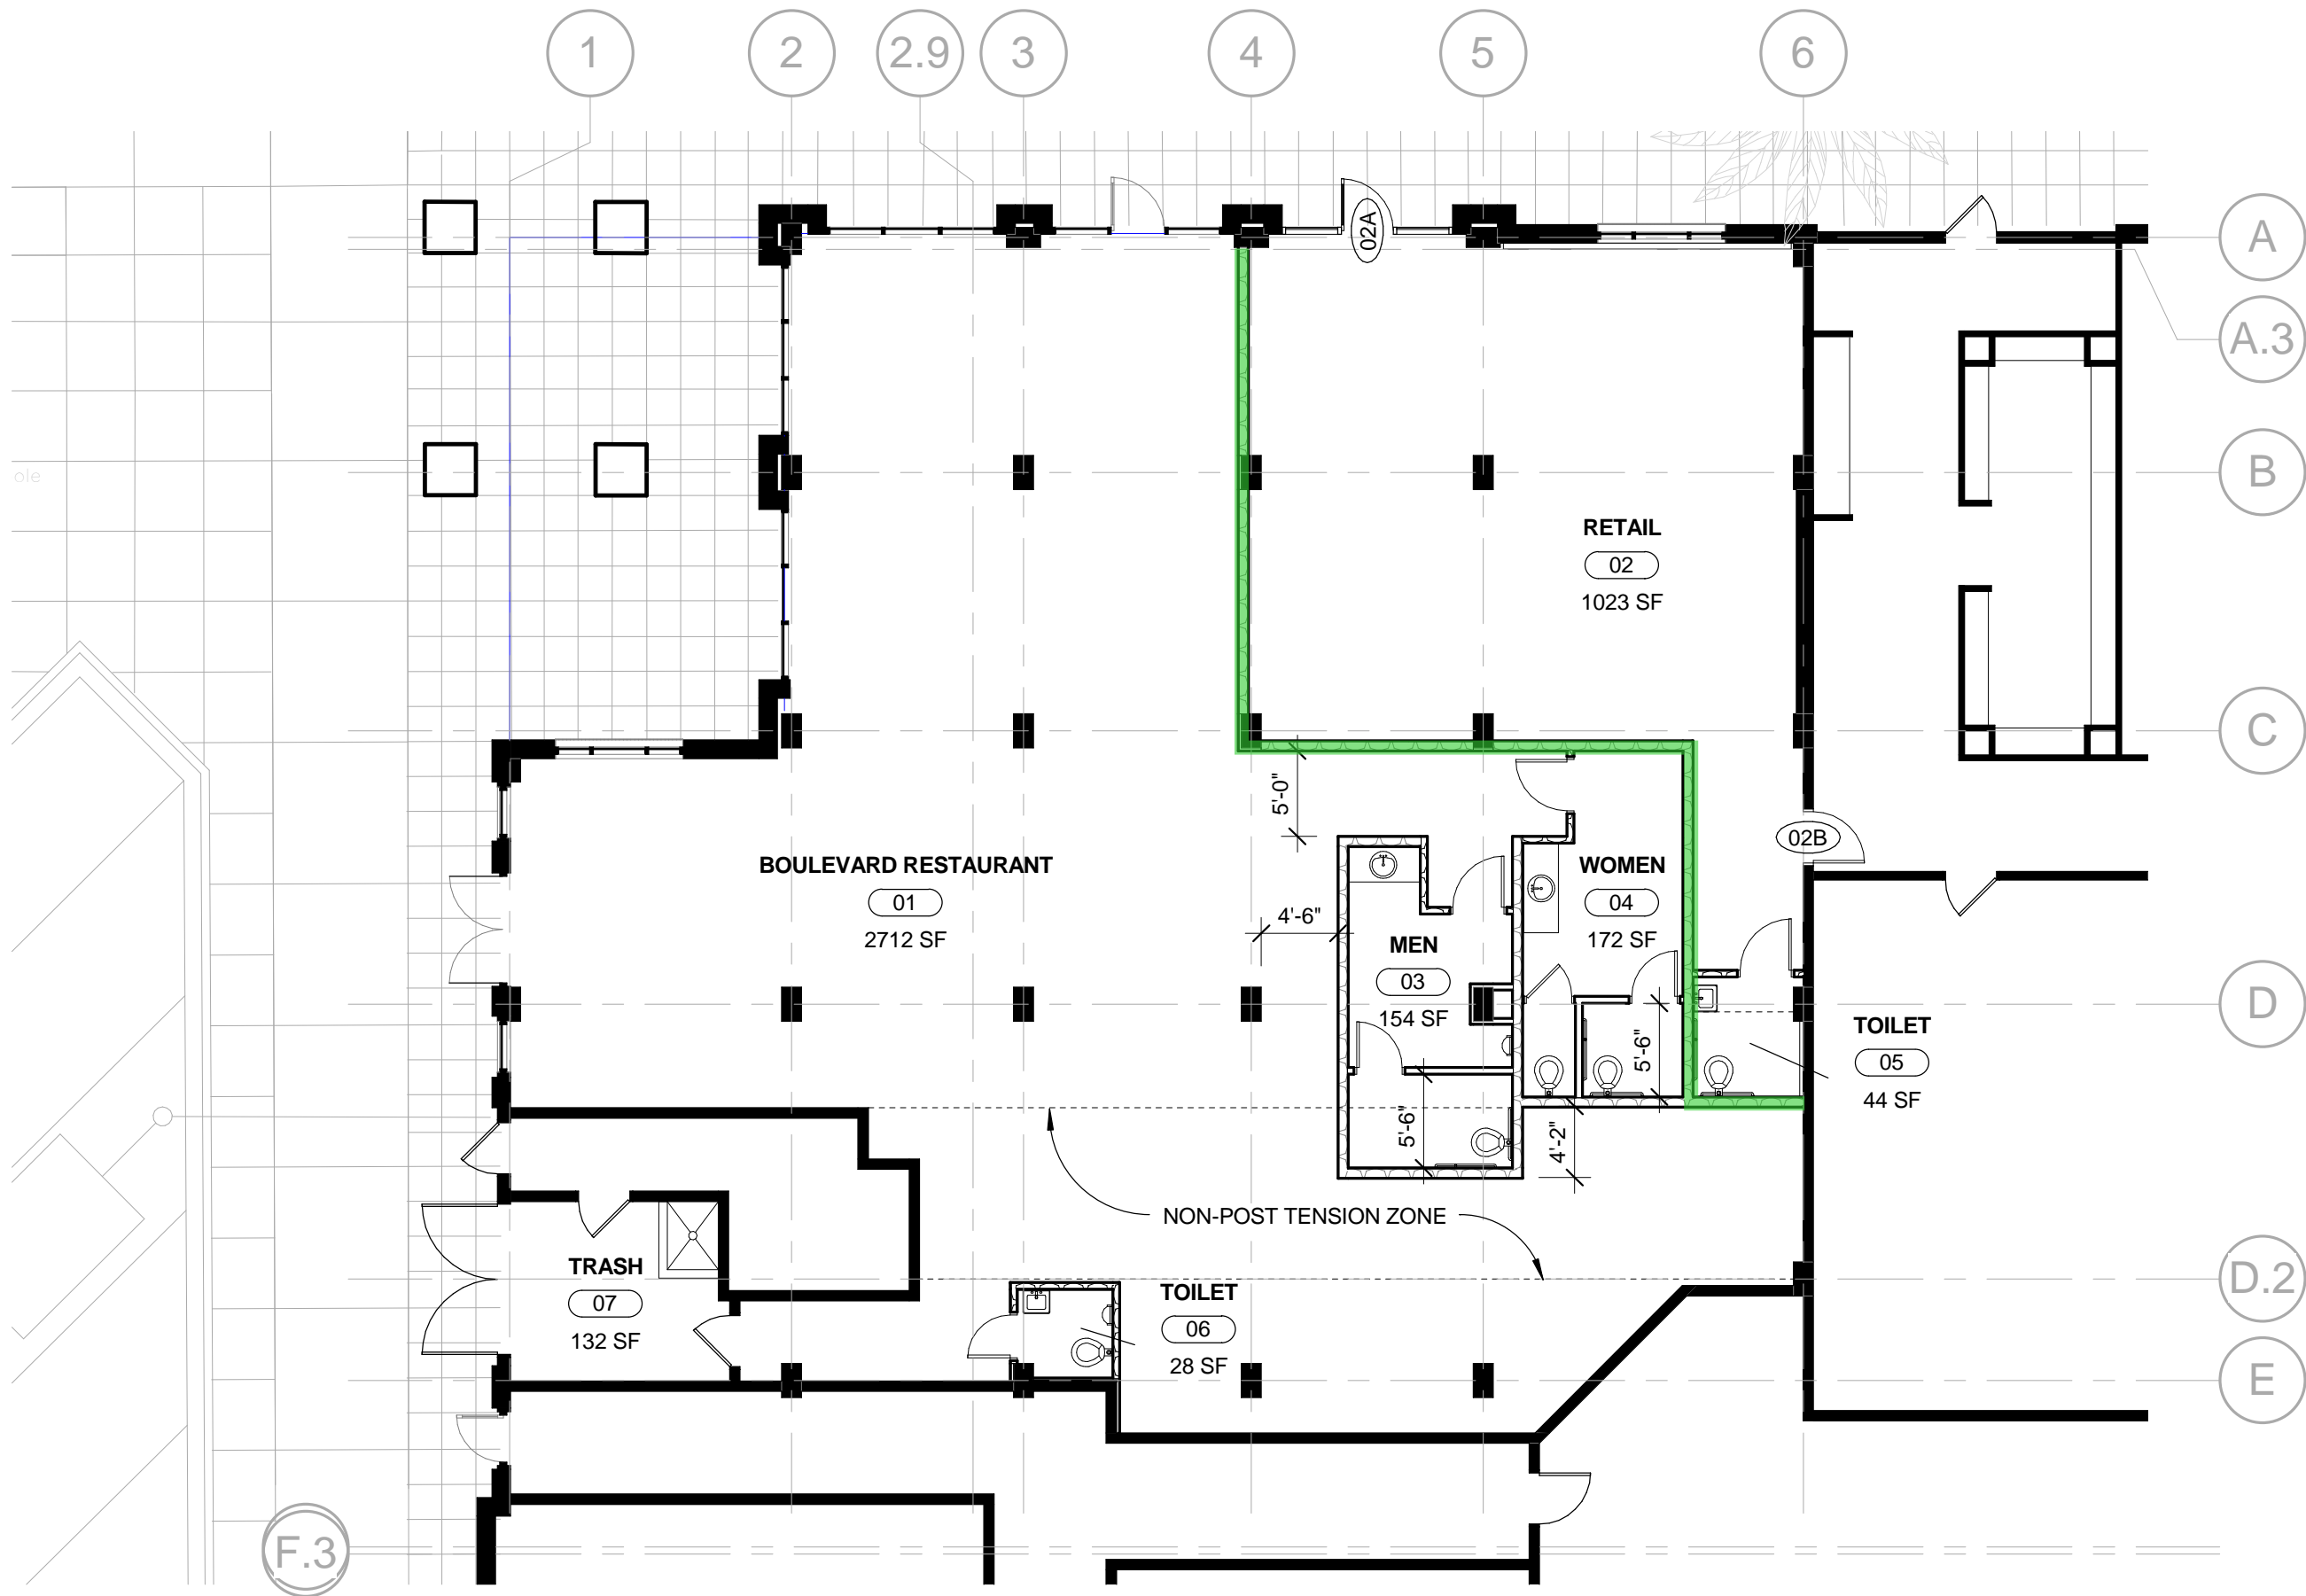 1
2
2.9
3
4
5
6
02A
A
A.3
B
ole
RETAIL
02
1023 SF
C
5'-0"
02B
BOULEVARD RESTAURANT
01
2712 SF
WOMEN
04
172 SF
4'-6"
MEN
03
154 SF
D
TOILET
05
44 SF
5'-6"
5'-6"
4'-2"
NON-POST TENSION ZONE
TRASH
07
132 SF
TOILET
06
28 SF
D.2
E
F.3